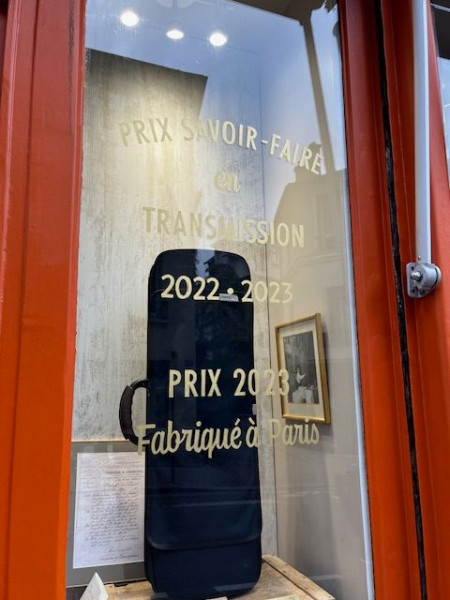 PRIX SAVOIR-FAIRE
en
TRANSMISSION
2022 • 2023
PRIX 2023
Fabriqué à Paris